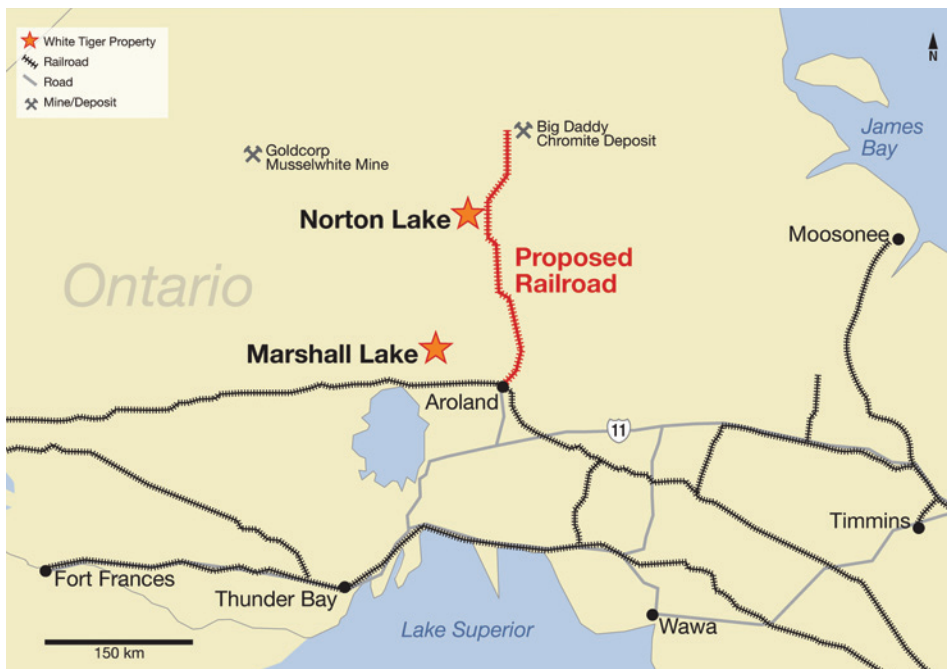 White Tiger Property
Railroad
Road
Mine/Deposit
N
Goldcorp
Musselwhite Mine
Big Daddy
Chromite Deposit
James
Bay
Norton Lake
Moosonee
Proposed
Railroad
Ontario
Marshall Lake
Aroland
11
Timmins
Fort Frances
Thunder Bay
Wawa
Lake Superior
150 km